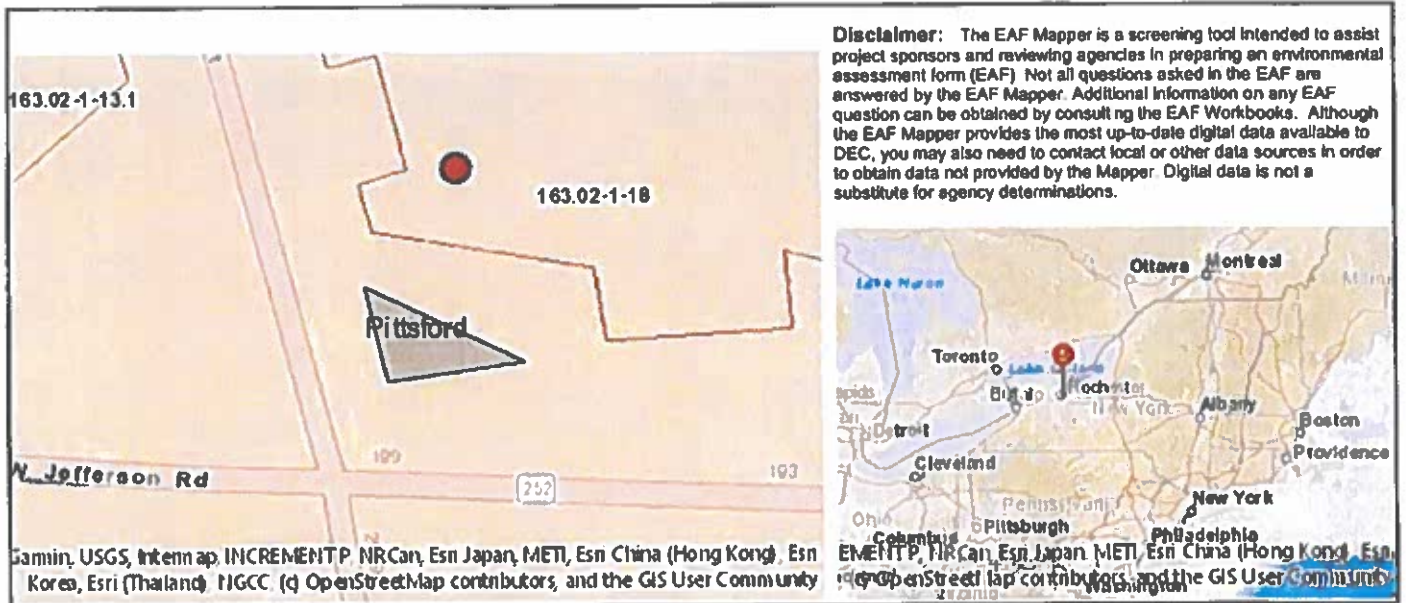 Disclaimer: The EAF Mapper is a screening tool intended to assist
project sponsors and reviewing agencies in preparing an environmental
assessment form (EAF). Not all questions asked in the EAF are
answered by the EAF Mapper. Additional information on any EAF
question can be obtained by consulting the EAF Workbooks. Although
the EAF Mapper provides the most up-to-date digital data available to
DEC, you may also need to contact local or other data sources in order
to obtain data not provided by the Mapper. Digital data is not a
substitute for agency determinations.
163.02-1-13.1
163.02-1-18
Pittsford
199
193
N. Jefferson Rd
252
Garmin, USGS, Intermap, INCREMENT P, NRCan, Esri Japan, METI, Esri China (Hong Kong), Esri
Korea, Esri (Thailand), NGCC, (c) OpenStreetMap contributors, and the GIS User Community
Ottawa
Montreal
Lake Huron
Toronto
Albany
Boston
Detroit
New York
Providence
Cleveland
Pennsylvania
New York
Ohio
Pittsburgh
Philadelphia
Columbus
EMENT P, NRCan, Esri Japan, METI, Esri China (Hong Kong), Esri
(c) OpenStreetMap contributors, and the GIS User Community
Washington